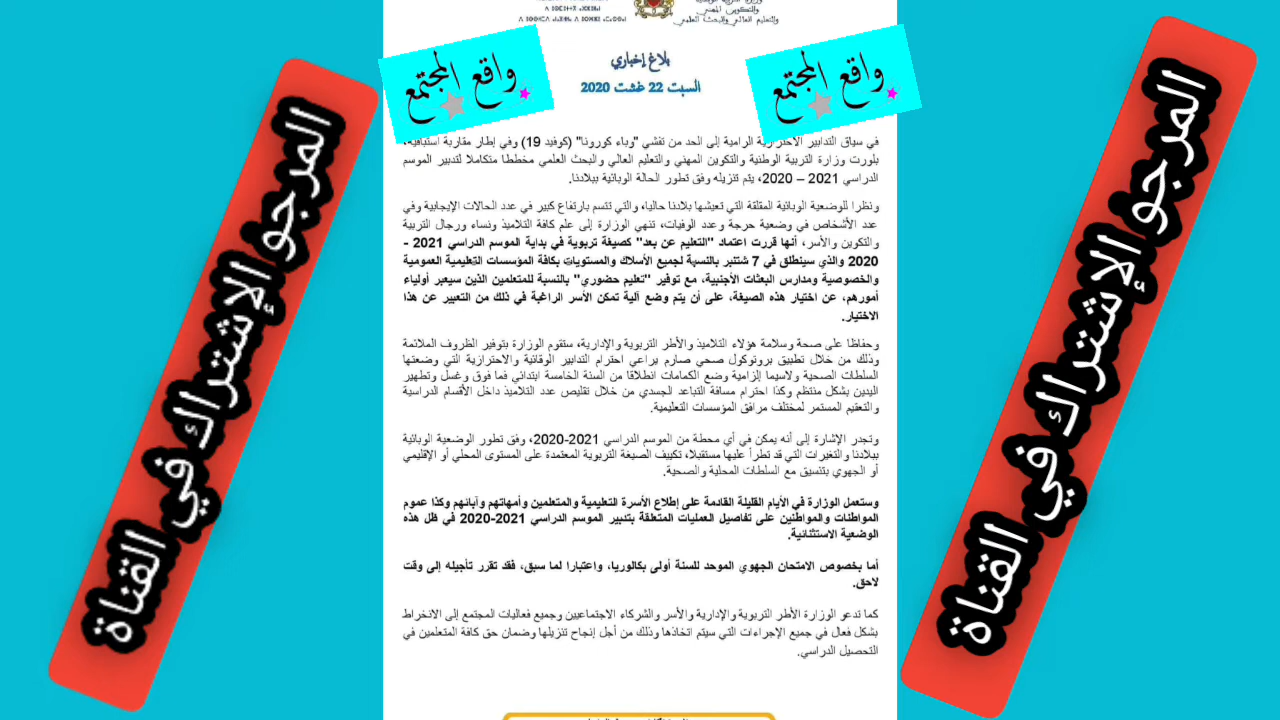 والتكوين المهني
والتعليم العالي والبحث العلمي
بلاغ إخباري
السبت 22 غشت 2020
واقع المجتمع
واقع المجتمع
المرجو الإشتراك في القناة
المرجو الإشتراك في القناة
في سياق التدابير الاحترازية الرامية إلى الحد من تفشي "وباء كورونا" (كوفيد 19) وفي إطار مقاربة استباقية،
بلورت وزارة التربية الوطنية والتكوين المهني والتعليم العالي والبحث العلمي مخططا متكاملا لتدبير الموسم
الدراسي 2021 – 2020، يتم تنزيله وفق تطور الحالة الوبائية ببلادنا.
ونظرا للوضعية الوبائية المقلقة التي تعيشها بلادنا حاليا، والتي تتسم بارتفاع كبير في عدد الحالات الإيجابية وفي
عدد الأشخاص في وضعية حرجة وعدد الوفيات، تنهي الوزارة إلى علم كافة التلاميذ ونساء ورجال التربية
والتكوين والأسر، أنها قررت اعتماد "التعليم عن بعد" كصيغة تربوية في بداية الموسم الدراسي 2021 -
2020 والذي سينطلق في 7 شتنبر بالنسبة لجميع الأسلاك والمستويات بكافة المؤسسات التعليمية العمومية
والخصوصية ومدارس البعثات الأجنبية، مع توفير "تعليم حضوري" بالنسبة للمتعلمين الذين سيعبر أولياء
أمورهم، عن اختيار هذه الصيغة، على أن يتم وضع آلية تمكن الأسر الراغبة في ذلك من التعبير عن هذا
الاختيار.
وحفاظا على صحة وسلامة هؤلاء التلاميذ والأطر التربوية والإدارية، ستقوم الوزارة بتوفير الظروف الملائمة
وذلك من خلال تطبيق بروتوكول صحي صارم يراعي احترام التدابير الوقائية والاحترازية التي وضعتها
السلطات الصحية ولاسيما إلزامية وضع الكمامات انطلاقا من السنة الخامسة ابتدائي فما فوق وغسل وتطهير
اليدين بشكل منتظم وكذا احترام مسافة التباعد الجسدي من خلال تقليص عدد التلاميذ داخل الأقسام الدراسية
والتعقيم المستمر لمختلف مرافق المؤسسات التعليمية.
وتجدر الإشارة إلى أنه يمكن في أي محطة من الموسم الدراسي 2021-2020، وفق تطور الوضعية الوبائية
ببلادنا والتغيرات التي قد تطرأ عليها مستقبلا، تكييف الصيغة التربوية المعتمدة على المستوى المحلي أو الإقليمي
أو الجهوي بتنسيق مع السلطات المحلية والصحية.
وستعمل الوزارة في الأيام القليلة القادمة على إطلاع الأسرة التعليمية والمتعلمين وأمهاتهم وآبائهم وكذا عموم
المواطنات والمواطنين على تفاصيل العمليات المتعلقة بتدبير الموسم الدراسي 2021-2020 في ظل هذه
الوضعية الاستثنائية.
أما بخصوص الامتحان الجهوي الموحد للسنة أولى بكالوريا، واعتبارا لما سبق، فقد تقرر تأجيله إلى وقت
لاحق.
كما تدعو الوزارة الأطر التربوية والإدارية والأسر والشركاء الاجتماعيين وجميع فعاليات المجتمع إلى الانخراط
بشكل فعال في جميع الإجراءات التي سيتم اتخاذها وذلك من أجل إنجاح تنزيلها وضمان حق كافة المتعلمين في
التحصيل الدراسي.